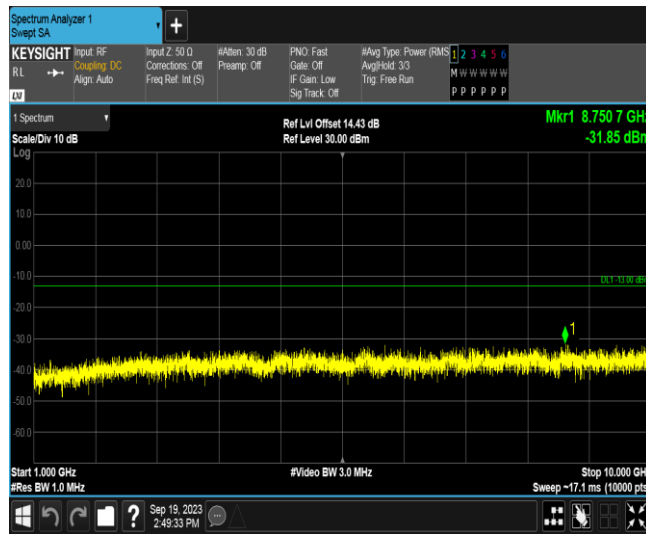 Spectrum Analyzer 1
Swept SA
+
KEYSIGHT
RL
LXI
Input: RF
Coupling: DC
Align: Auto
Input Z: 50 Ω
Corrections: Off
Freq Ref: Int (S)
#Atten: 30 dB
Preamp: Off
PNO: Fast
Gate: Off
IF Gain: Low
Sig Track: Off
#Avg Type: Power (RMS
Avg|Hold: 3/3
Trig: Free Run
1 2 3 4 5 6
M W W W W W
P P P P P P
1 Spectrum
Scale/Div 10 dB
Log
Ref Lvl Offset 14.43 dB
Ref Level 30.00 dBm
Mkr1 8.750 7 GHz
-31.85 dBm
20.0
10.0
0.00
-10.0
DL1 -13.00 dBm
-20.0
-30.0
1
-40.0
-50.0
-60.0
Start 1.000 GHz
#Video BW 3.0 MHz
Stop 10.000 GH
#Res BW 1.0 MHz
Sweep ~17.1 ms (10000 pts
?
Sep 19, 2023
2:49:33 PM